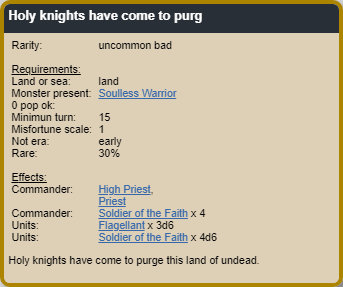 Holy knights have come to purg
Rarity: uncommon bad
Requirements:
Land or sea: land
Monster present: Soulless Warrior
0 pop ok:
Minimun turn: 15
Misfortune scale: 1
Not era: early
Rare: 30%
Effects:
Commander: High Priest,
Priest
Commander: Soldier of the Faith x 4
Units: Flagellant x 3d6
Units: Soldier of the Faith x 4d6
Holy knights have come to purge this land of undead.